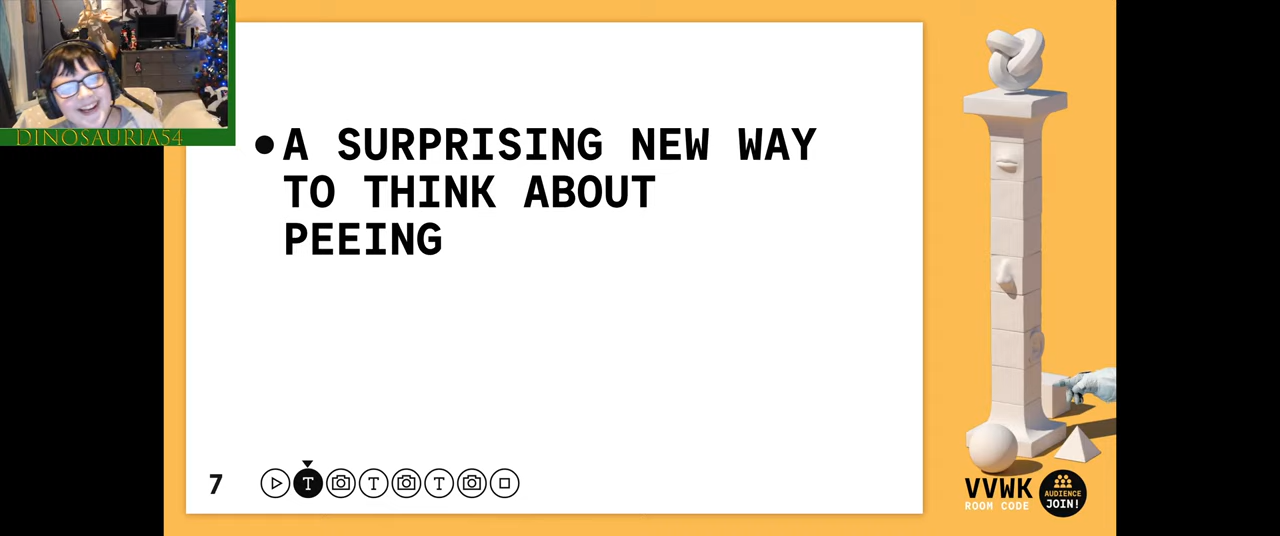 DINOSAURIA54
● A SURPRISING NEW WAY
TO THINK ABOUT
PEEING
7
T
T
T
VVWK
ROOM CODE
AUDIENCE
JOIN!